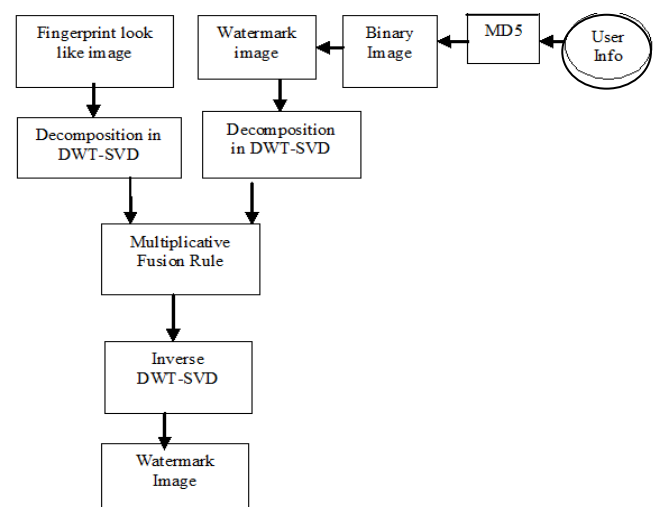 Fingerprint look
like image
Watermark
image
Binary
Image
MD5
User
Info
Decomposition in
DWT-SVD
Decomposition
in DWT-SVD
Multiplicative
Fusion Rule
Inverse
DWT-SVD
Watermark
Image